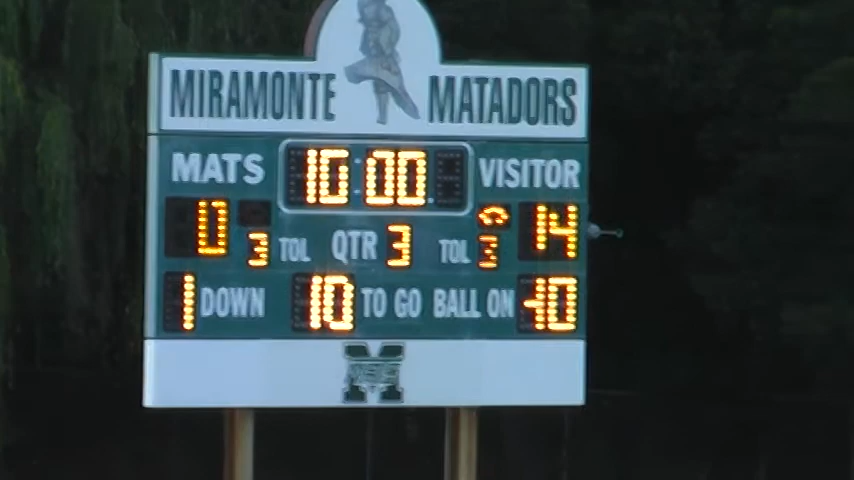 MIRAMONTE MATADORS
MATS 10:00 VISITOR
0 3 TOL QTR 3 TOL 3 14
1 DOWN 10 TO GO BALL ON 40
M